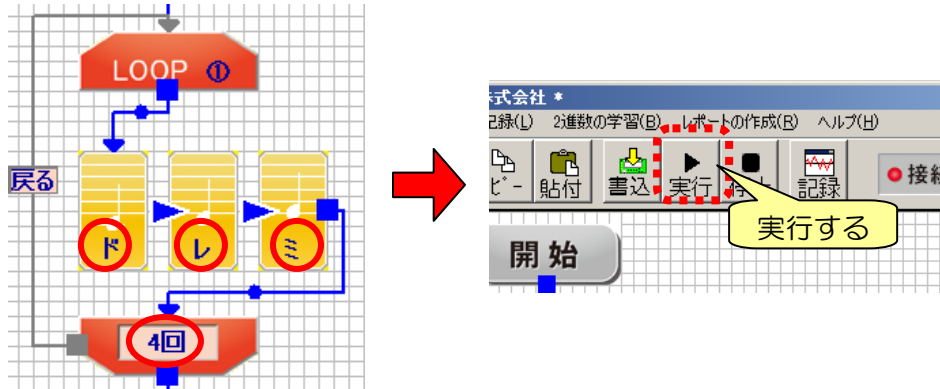 LOOP ①
戻る
ド
レ
ミ
4回
式会社 *
記録(L) 2進数の学習(B) レポートの作成(R) ヘルプ(H)
ピー
貼付
書込
実行
記録
接続
実行する
開始